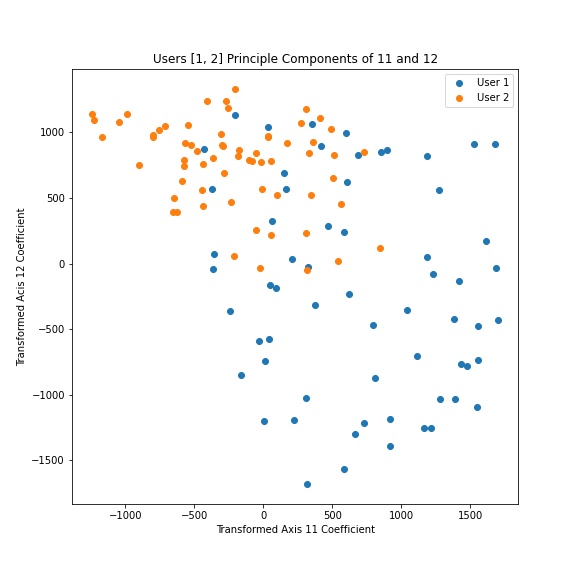 Users [1, 2] Principle Components of 11 and 12
User 1
User 2
1000
500
0
−500
−1000
−1500
Transformed Acis 12 Coefficient
−1000
−500
0
500
1000
1500
Transformed Axis 11 Coefficient